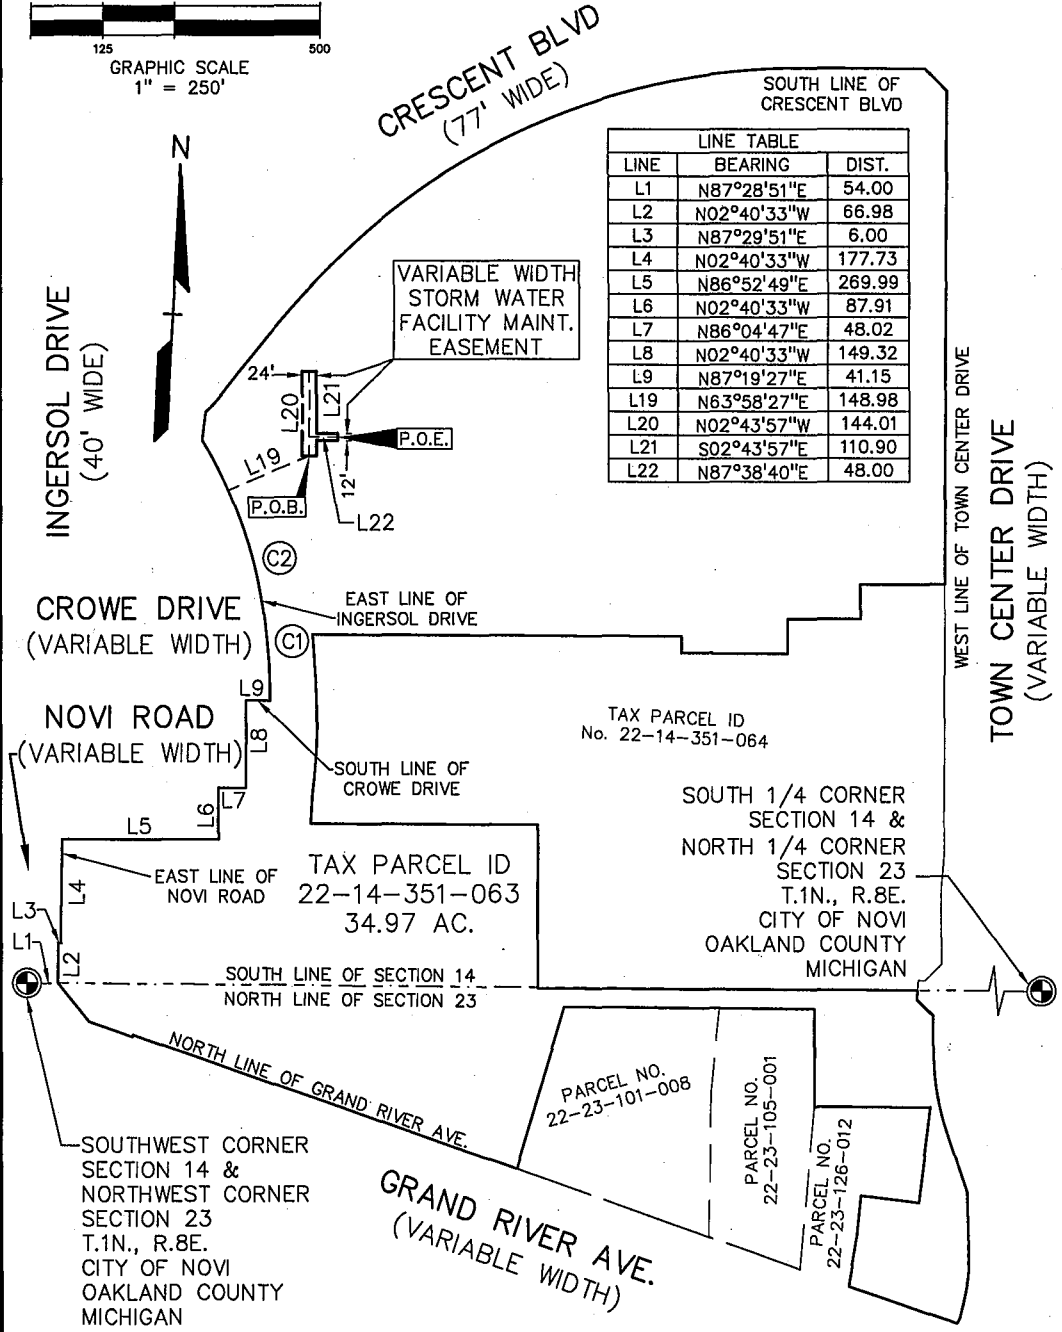 125
500
GRAPHIC SCALE
1" = 250'
N
CRESCENT BLVD
(77' WIDE)
SOUTH LINE OF
CRESCENT BLVD
LINE TABLE
LINE BEARING DIST.
L1 N87°28'51"E 54.00
L2 N02°40'33"W 66.98
L3 N87°29'51"E 6.00
L4 N02°40'33"W 177.73
L5 N86°52'49"E 269.99
L6 N02°40'33"W 87.91
L7 N86°04'47"E 48.02
L8 N02°40'33"W 149.32
L9 N87°19'27"E 41.15
L19 N63°58'27"E 148.98
L20 N02°43'57"W 144.01
L21 S02°43'57"E 110.90
L22 N87°38'40"E 48.00
VARIABLE WIDTH
STORM WATER
FACILITY MAINT.
EASEMENT
INGERSOL DRIVE
(40' WIDE)
24'
L20
L21
P.O.E.
L19
12'
P.O.B.
L22
C2
WEST LINE OF TOWN CENTER DRIVE
TOWN CENTER DRIVE
(VARIABLE WIDTH)
CROWE DRIVE
(VARIABLE WIDTH)
EAST LINE OF
INGERSOL DRIVE
C1
L9
NOVI ROAD
(VARIABLE WIDTH)
L8
TAX PARCEL ID
No. 22-14-351-064
SOUTH LINE OF
CROWE DRIVE
L7
L6
L5
SOUTH 1/4 CORNER
SECTION 14 &
NORTH 1/4 CORNER
SECTION 23
T.1N., R.8E.
CITY OF NOVI
OAKLAND COUNTY
MICHIGAN
EAST LINE OF
NOVI ROAD
TAX PARCEL ID
22-14-351-063
34.97 AC.
L4
L3
L1
L2
SOUTH LINE OF SECTION 14
NORTH LINE OF SECTION 23
NORTH LINE OF GRAND RIVER AVE.
PARCEL NO.
22-23-101-008
PARCEL NO.
22-23-105-001
PARCEL NO.
22-23-126-012
SOUTHWEST CORNER
SECTION 14 &
NORTHWEST CORNER
SECTION 23
T.1N., R.8E.
CITY OF NOVI
OAKLAND COUNTY
MICHIGAN
GRAND RIVER AVE.
(VARIABLE WIDTH)